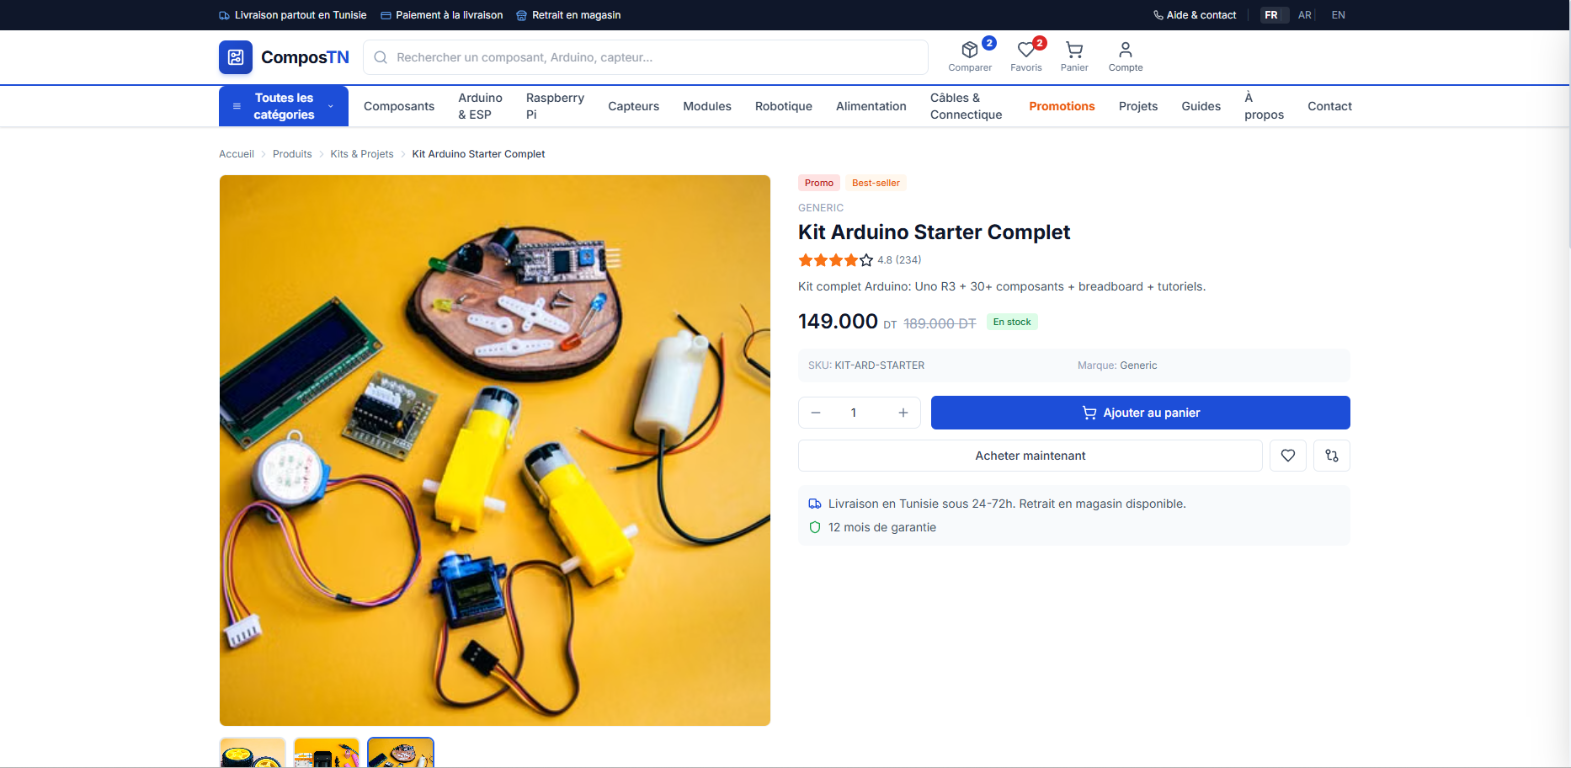 Livraison partout en Tunisie Paiement à la livraison Retrait en magasin Aide & contact FR AR EN
ComposTN Rechercher un composant, Arduino, capteur... 2 Comparer 2 Favoris Panier Compte
Toutes les catégories Composants Arduino & ESP Raspberry Pi Capteurs Modules Robotique Alimentation Câbles & Connectique Promotions Projets Guides À propos Contact
Accueil Produits Kits & Projets Kit Arduino Starter Complet
Promo Best-seller
GENERIC
Kit Arduino Starter Complet
4.8 (234)
Kit complet Arduino: Uno R3 + 30+ composants + breadboard + tutoriels.
149.000 DT 189.000 DT En stock
SKU: KIT-ARD-STARTER Marque: Generic
1 Ajouter au panier
Acheter maintenant
Livraison en Tunisie sous 24-72h. Retrait en magasin disponible.
12 mois de garantie